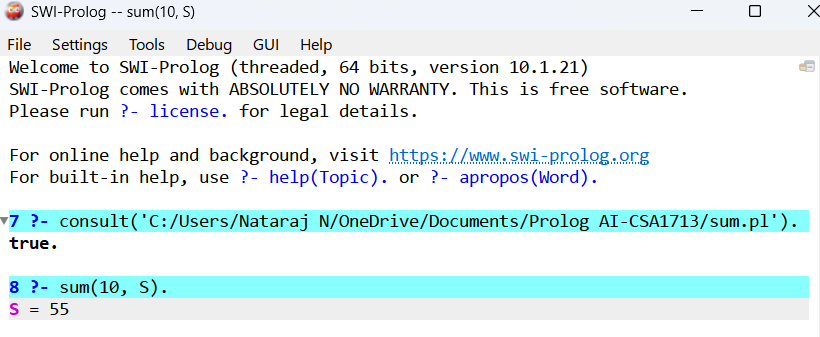 SWI-Prolog -- sum(10, S)
File Settings Tools Debug GUI Help
Welcome to SWI-Prolog (threaded, 64 bits, version 10.1.21)
SWI-Prolog comes with ABSOLUTELY NO WARRANTY. This is free software.
Please run ?- license. for legal details.
For online help and background, visit https://www.swi-prolog.org
For built-in help, use ?- help(Topic). or ?- apropos(Word).
7 ?- consult('C:/Users/Nataraj N/OneDrive/Documents/Prolog AI-CSA1713/sum.pl').
true.
8 ?- sum(10, S).
S = 55